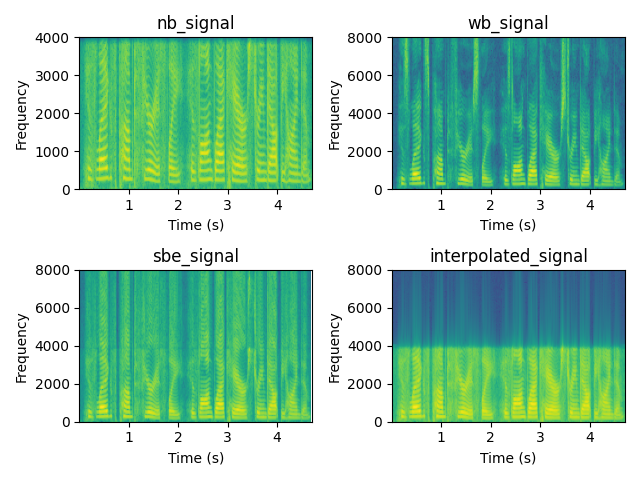 nb_signal
4000
3000
2000
1000
0
Frequency
1 2 3 4
Time (s)
wb_signal
8000
6000
4000
2000
0
Frequency
1 2 3 4
Time (s)
sbe_signal
8000
6000
4000
2000
0
Frequency
1 2 3 4
Time (s)
interpolated_signal
8000
6000
4000
2000
0
Frequency
1 2 3 4
Time (s)